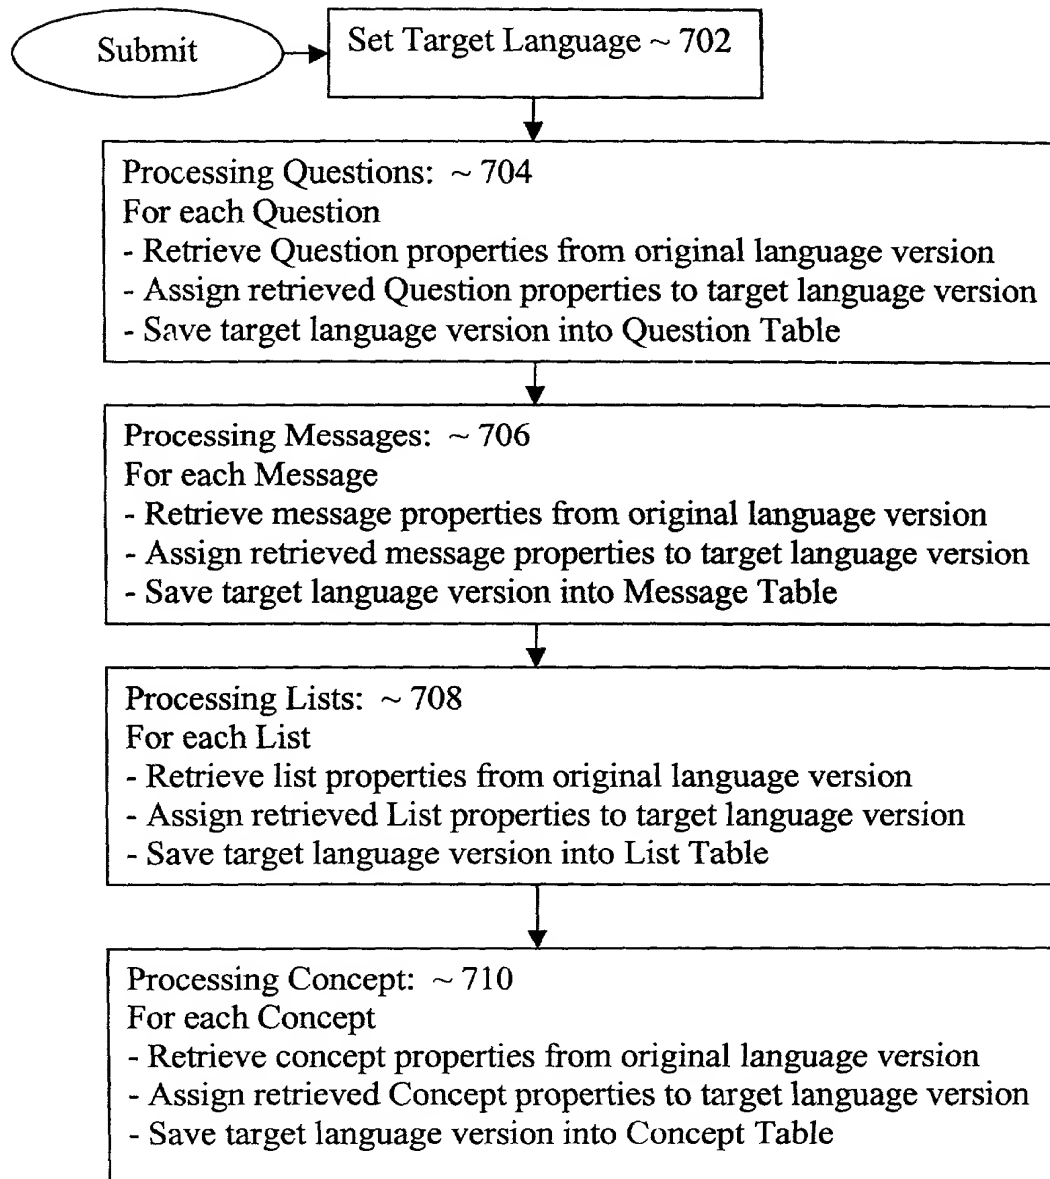 Submit
Set Target Language ~ 702
Processing Questions: ~ 704
For each Question
- Retrieve Question properties from original language version
- Assign retrieved Question properties to target language version
- Save target language version into Question Table
Processing Messages: ~ 706
For each Message
- Retrieve message properties from original language version
- Assign retrieved message properties to target language version
- Save target language version into Message Table
Processing Lists: ~ 708
For each List
- Retrieve list properties from original language version
- Assign retrieved List properties to target language version
- Save target language version into List Table
Processing Concept: ~ 710
For each Concept
- Retrieve concept properties from original language version
- Assign retrieved Concept properties to target language version
- Save target language version into Concept Table